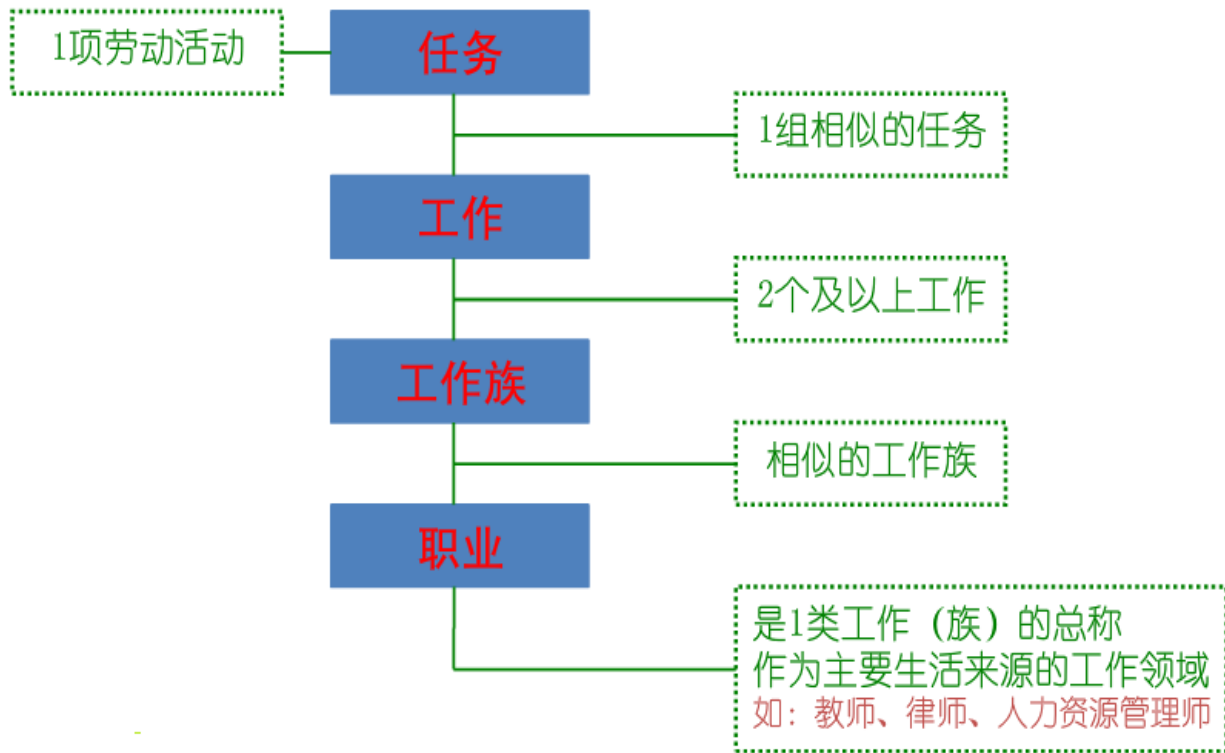 1项劳动活动
任务
1组相似的任务
工作
2个及以上工作
工作族
相似的工作族
职业
是1类工作（族）的总称
作为主要生活来源的工作领域
如：教师、律师、人力资源管理师